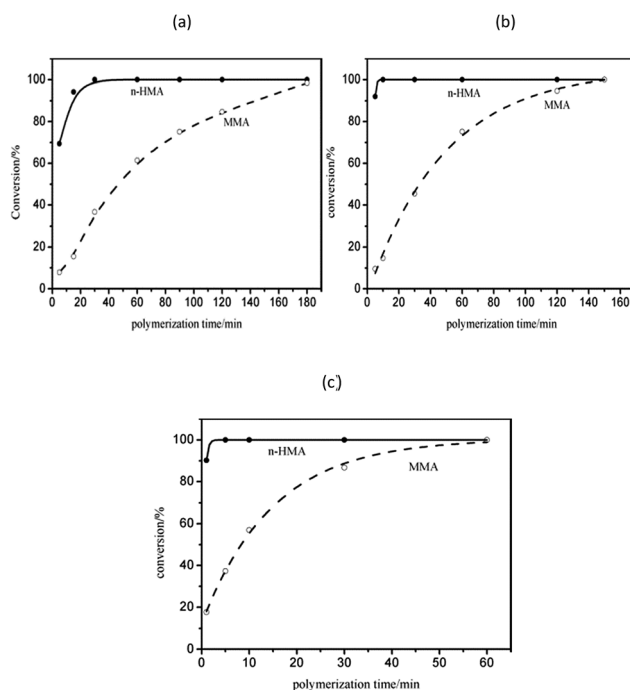 (a)
(b)
Conversion/%
100
80
60
40
20
0
n-HMA
MMA
0 20 40 60 80 100 120 140 160 180
polymerization time/min
conversion/%
100
80
60
40
20
0
n-HMA
MMA
0 20 40 60 80 100 120 140 160
polymerization time/min
(c)
conversion/%
100
80
60
40
20
0
n-HMA
MMA
0 10 20 30 40 50 60
polymerization time/min